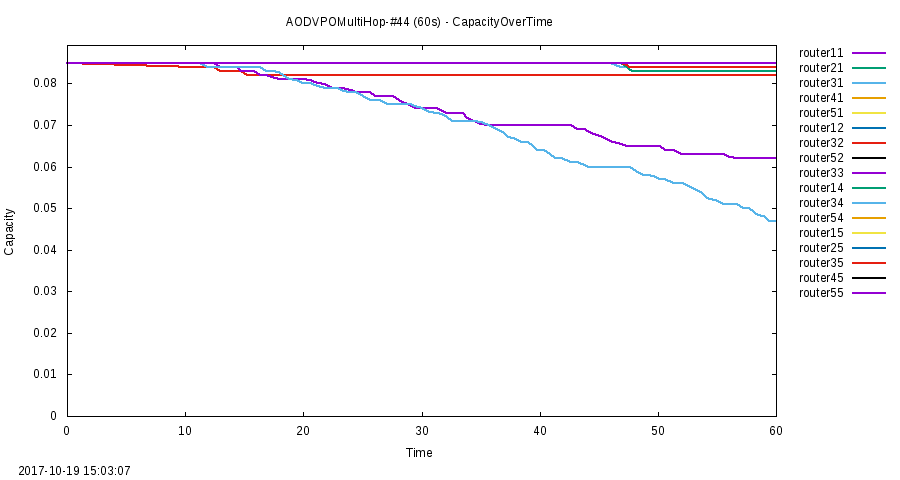 AODVPOMultiHop-#44 (60s) - CapacityOverTime
router11
router21
router31
router41
router51
router12
router32
router52
router33
router14
router34
router54
router15
router25
router35
router45
router55
0.08
0.07
0.06
0.05
0.04
0.03
0.02
0.01
0
Capacity
0 10 20 30 40 50 60
Time
2017-10-19 15:03:07